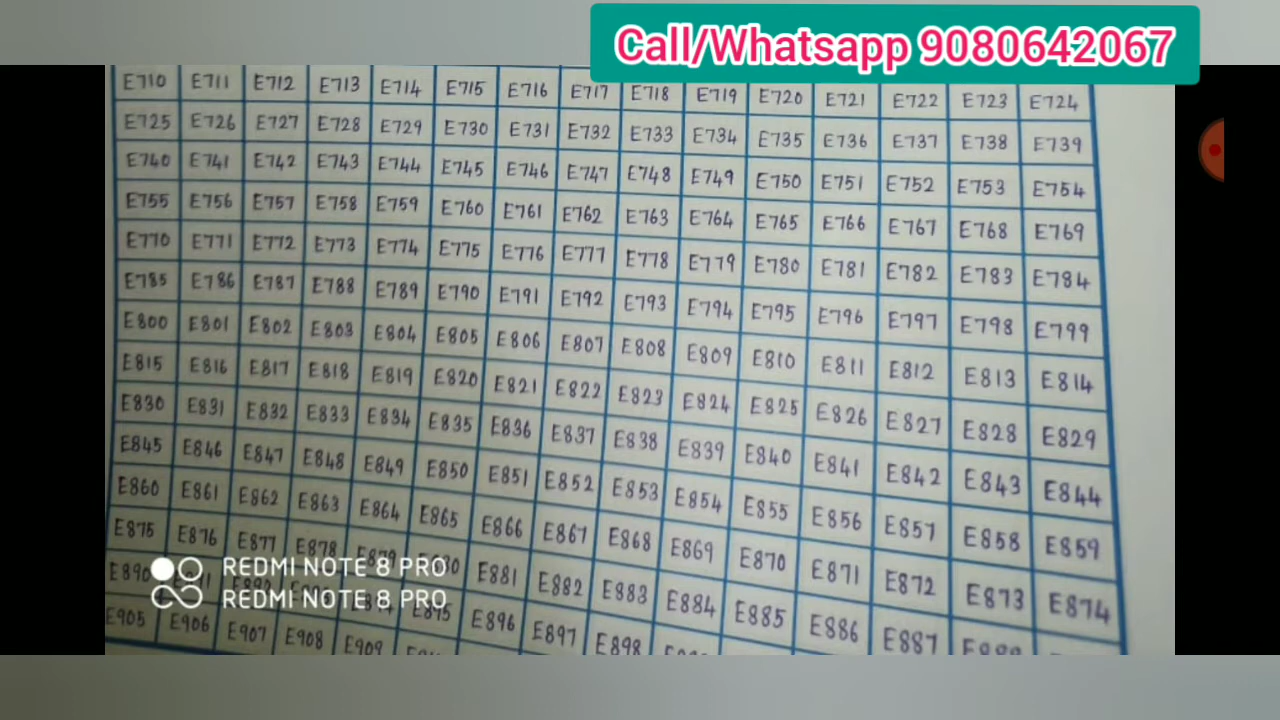 Call/Whatsapp 9080642067
E710 E711 E712 E713 E714 E715 E716 E717 E718 E719 E720 E721 E722 E723 E724
E725 E726 E727 E728 E729 E730 E731 E732 E733 E734 E735 E736 E737 E738 E739
E740 E741 E742 E743 E744 E745 E746 E747 E748 E749 E750 E751 E752 E753 E754
E755 E756 E757 E758 E759 E760 E761 E762 E763 E764 E765 E766 E767 E768 E769
E770 E771 E772 E773 E774 E775 E776 E777 E778 E779 E780 E781 E782 E783 E784
E785 E786 E787 E788 E789 E790 E791 E792 E793 E794 E795 E796 E797 E798 E799
E800 E801 E802 E803 E804 E805 E806 E807 E808 E809 E810 E811 E812 E813 E814
E815 E816 E817 E818 E819 E820 E821 E822 E823 E824 E825 E826 E827 E828 E829
E830 E831 E832 E833 E834 E835 E836 E837 E838 E839 E840 E841 E842 E843 E844
E845 E846 E847 E848 E849 E850 E851 E852 E853 E854 E855 E856 E857 E858 E859
E860 E861 E862 E863 E864 E865 E866 E867 E868 E869 E870 E871 E872 E873 E874
E875 E876 E877 E878 E881 E882 E883 E884 E885 E886 E887
E890 E895 E896 E897 E898
E905 E906 E907 E908 E909
REDMI NOTE 8 PRO
REDMI NOTE 8 PRO